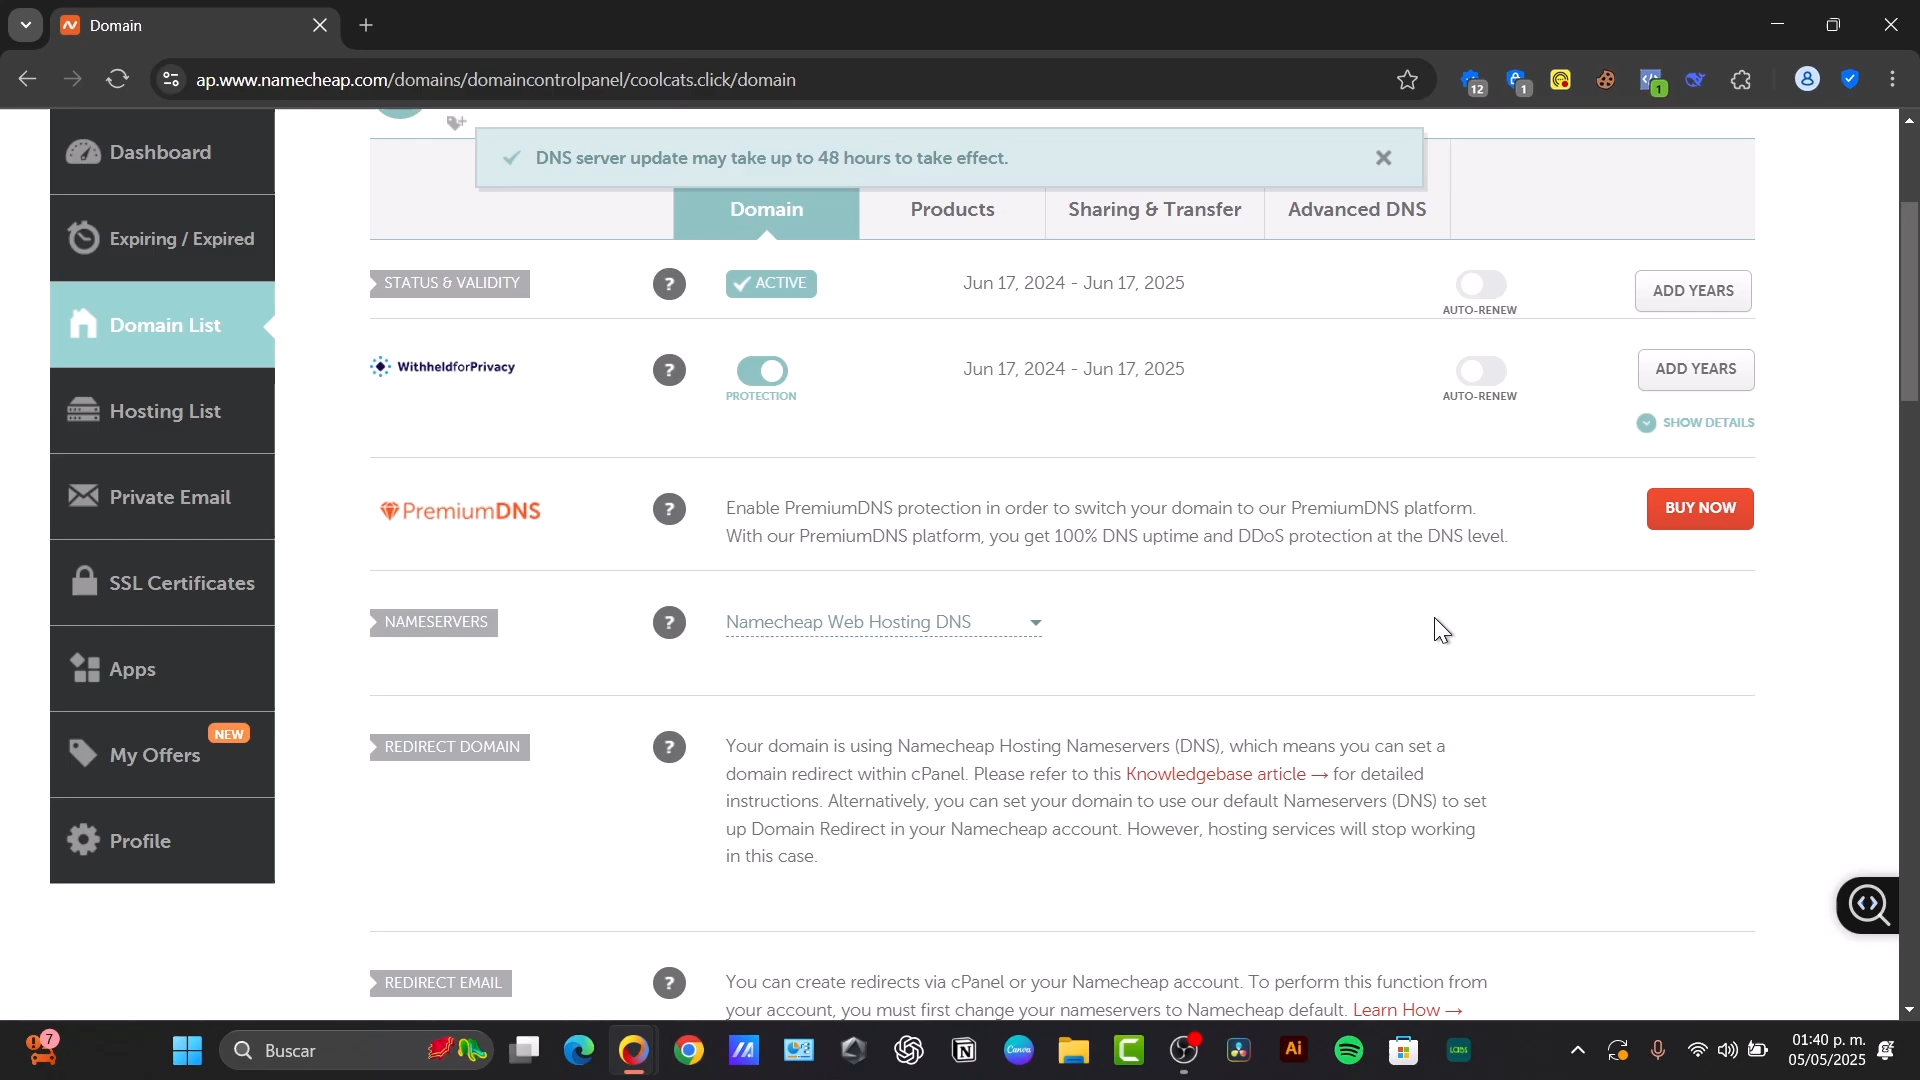 Domain
ap.www.namecheap.com/domains/domaincontrolpanel/coolcats.click/domain
12
1
1
Dashboard
Expiring / Expired
Domain List
Hosting List
Private Email
SSL Certificates
Apps
NEW
My Offers
Profile
DNS server update may take up to 48 hours to take effect.
Domain
Products
Sharing & Transfer
Advanced DNS
STATUS & VALIDITY
?
ACTIVE
Jun 17, 2024 - Jun 17, 2025
AUTO-RENEW
ADD YEARS
WithheldforPrivacy
?
PROTECTION
Jun 17, 2024 - Jun 17, 2025
AUTO-RENEW
ADD YEARS
SHOW DETAILS
PremiumDNS
?
Enable PremiumDNS protection in order to switch your domain to our PremiumDNS platform.
With our PremiumDNS platform, you get 100% DNS uptime and DDoS protection at the DNS level.
BUY NOW
NAMESERVERS
?
Namecheap Web Hosting DNS
REDIRECT DOMAIN
?
Your domain is using Namecheap Hosting Nameservers (DNS), which means you can set a
domain redirect within cPanel. Please refer to this Knowledgebase article → for detailed
instructions. Alternatively, you can set your domain to use our default Nameservers (DNS) to set
up Domain Redirect in your Namecheap account. However, hosting services will stop working
in this case.
REDIRECT EMAIL
?
You can create redirects via cPanel or your Namecheap account. To perform this function from
your account, you must first change your nameservers to Namecheap default. Learn How →
7
Buscar
Canva
Ai
LABS
01:40 p. m.
05/05/2025